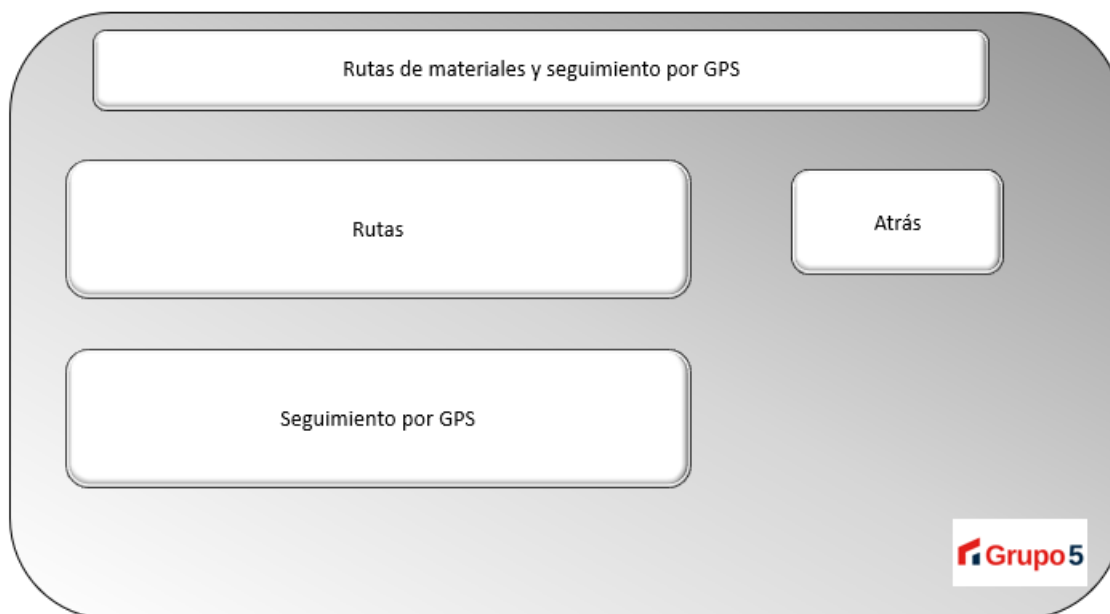 Rutas de materiales y seguimiento por GPS
Rutas
Atrás
Seguimiento por GPS
Grupo5